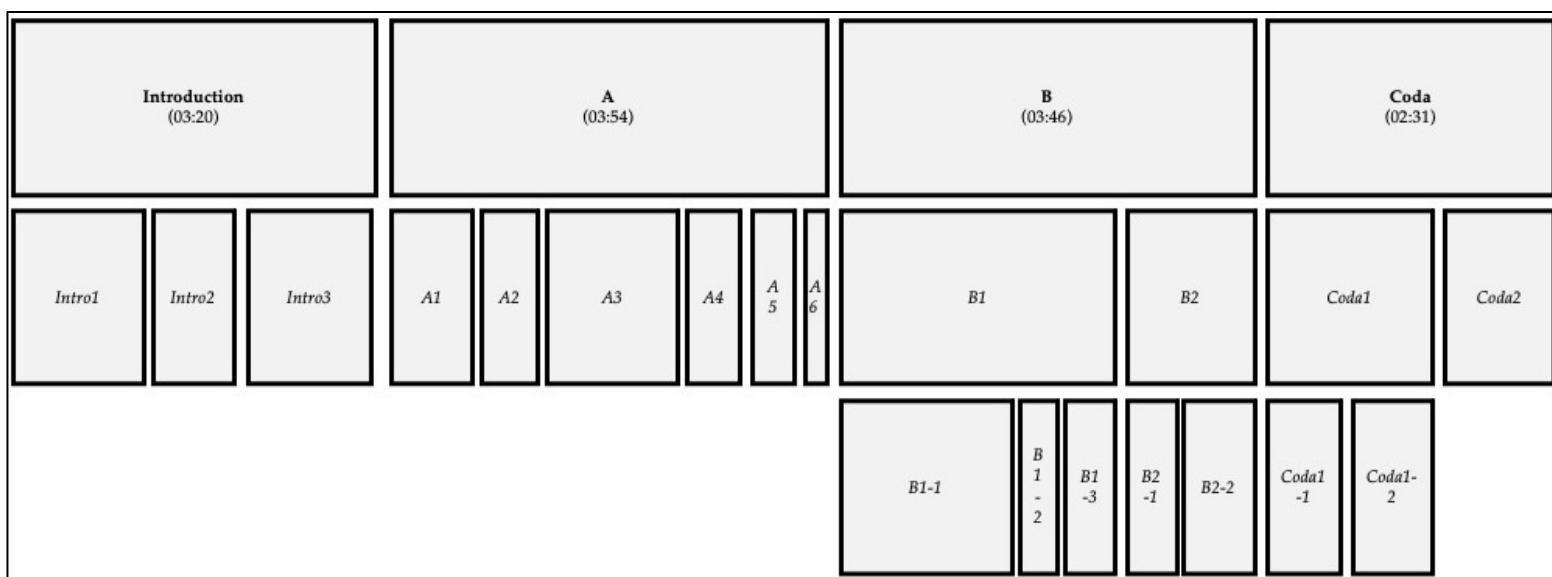 Introduction
(03:20)
A
(03:54)
B
(03:46)
Coda
(02:31)
Intro1
Intro2
Intro3
A1
A2
A3
A4
A
5
A
6
B1
B2
Coda1
Coda2
B1-1
B
1
-
2
B1
-3
B2
-1
B2-2
Coda1
-1
Coda1-
2